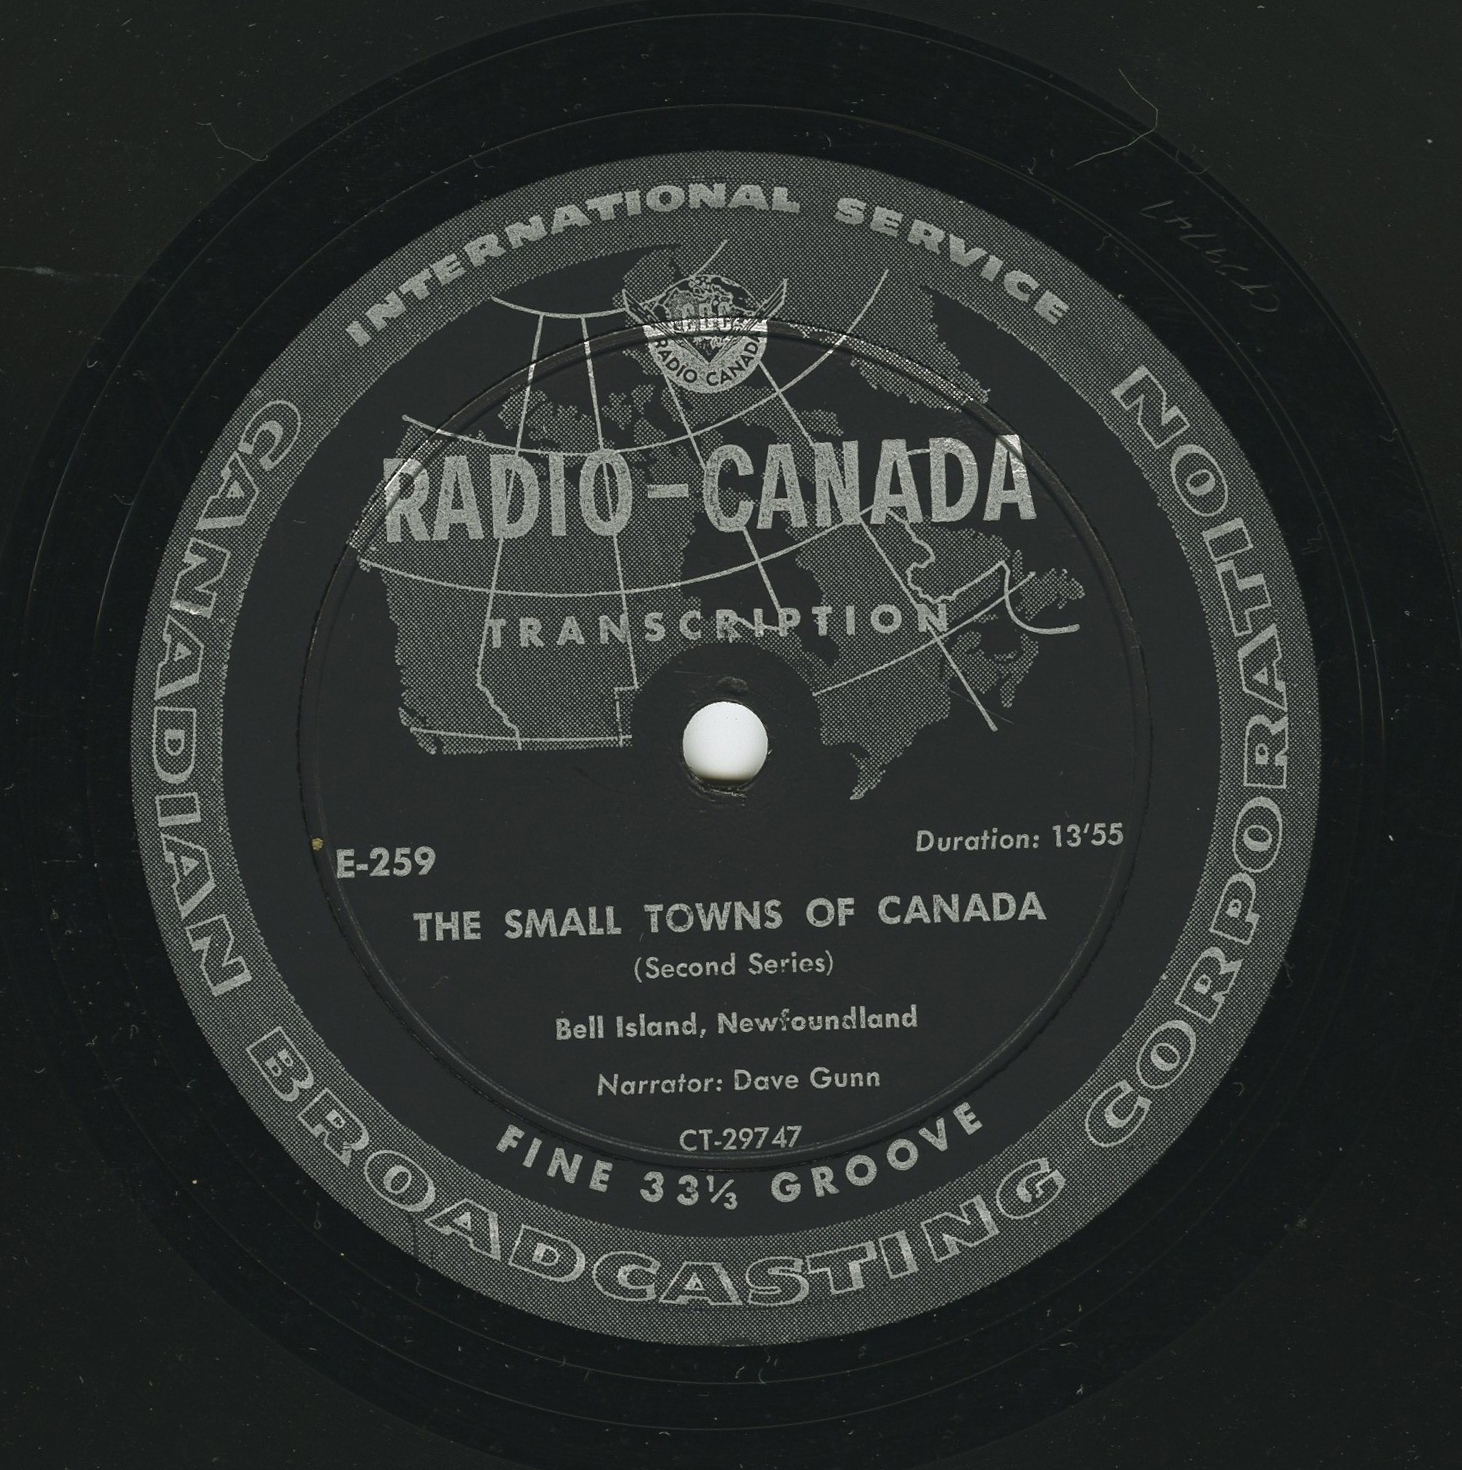 INTERNATIONAL SERVICE
CANADIAN BROADCASTING CORPORATION
CBC
RADIO CANADA
RADIO-CANADA
TRANSCRIPTION
E-259
Duration: 13'55
THE SMALL TOWNS OF CANADA
(Second Series)
Bell Island, Newfoundland
Narrator: Dave Gunn
CT-29747
FINE 33⅓ GROOVE